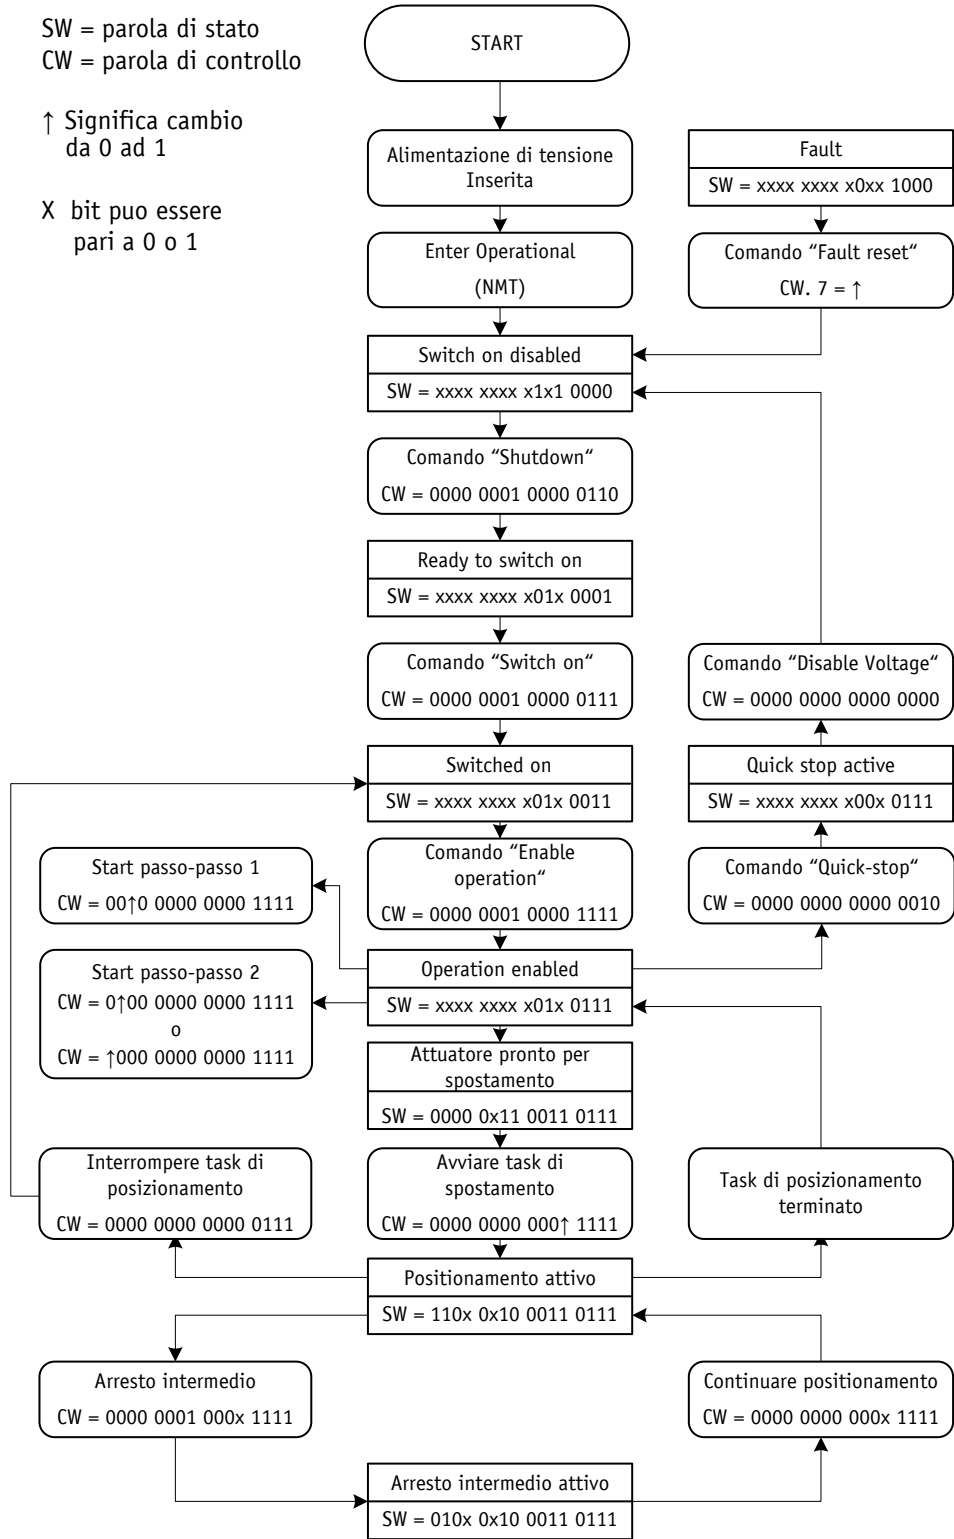 SW = parola di stato
CW = parola di controllo
↑ Significa cambio
da 0 ad 1
X bit puo essere
pari a 0 o 1
START
Alimentazione di tensione
Inserita
Fault
SW = xxxx xxxx x0xx 1000
Enter Operational
(NMT)
Comando “Fault reset“
CW. 7 = ↑
Switch on disabled
SW = xxxx xxxx x1x1 0000
Comando “Shutdown“
CW = 0000 0001 0000 0110
Ready to switch on
SW = xxxx xxxx x01x 0001
Comando “Switch on“
CW = 0000 0001 0000 0111
Comando “Disable Voltage“
CW = 0000 0000 0000 0000
Switched on
SW = xxxx xxxx x01x 0011
Quick stop active
SW = xxxx xxxx x00x 0111
Start passo-passo 1
CW = 00↑0 0000 0000 1111
Comando “Enable
operation“
CW = 0000 0001 0000 1111
Comando “Quick-stop“
CW = 0000 0000 0000 0010
Start passo-passo 2
CW = 0↑00 0000 0000 1111
o
CW = ↑000 0000 0000 1111
Operation enabled
SW = xxxx xxxx x01x 0111
Attuatore pronto per
spostamento
SW = 0000 0x11 0011 0111
Interrompere task di
posizionamento
CW = 0000 0000 0000 0111
Avviare task di
spostamento
CW = 0000 0000 000↑ 1111
Task di posizionamento
terminato
Positionamento attivo
SW = 110x 0x10 0011 0111
Arresto intermedio
CW = 0000 0001 000x 1111
Continuare positionamento
CW = 0000 0000 000x 1111
Arresto intermedio attivo
SW = 010x 0x10 0011 0111